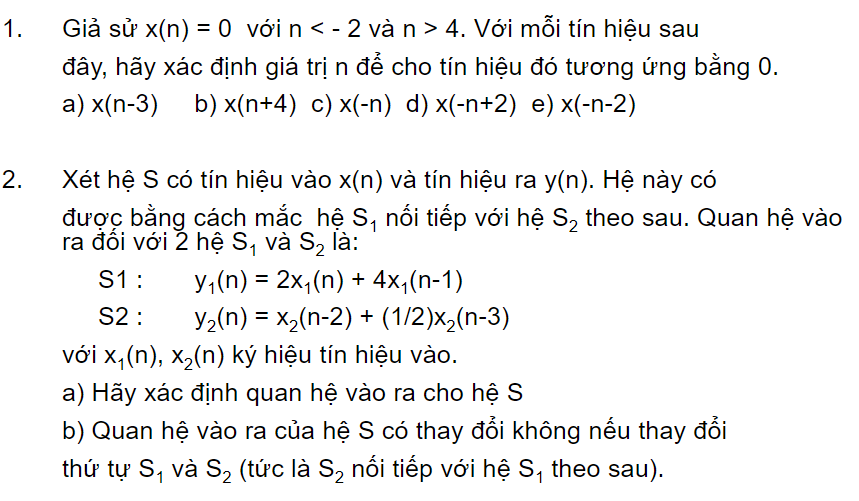 1. Giả sử x(n) = 0 với n < - 2 và n > 4. Với mỗi tín hiệu sau
đây, hãy xác định giá trị n để cho tín hiệu đó tương ứng bằng 0.
a) x(n-3) b) x(n+4) c) x(-n) d) x(-n+2) e) x(-n-2)
2. Xét hệ S có tín hiệu vào x(n) và tín hiệu ra y(n). Hệ này có
được bằng cách mắc hệ S₁ nối tiếp với hệ S₂ theo sau. Quan hệ vào
ra đối với 2 hệ S₁ và S₂ là:
S1 : y₁(n) = 2x₁(n) + 4x₁(n-1)
S2 : y₂(n) = x₂(n-2) + (1/2)x₂(n-3)
với x₁(n), x₂(n) ký hiệu tín hiệu vào.
a) Hãy xác định quan hệ vào ra cho hệ S
b) Quan hệ vào ra của hệ S có thay đổi không nếu thay đổi
thứ tự S₁ và S₂ (tức là S₂ nối tiếp với hệ S₁ theo sau).